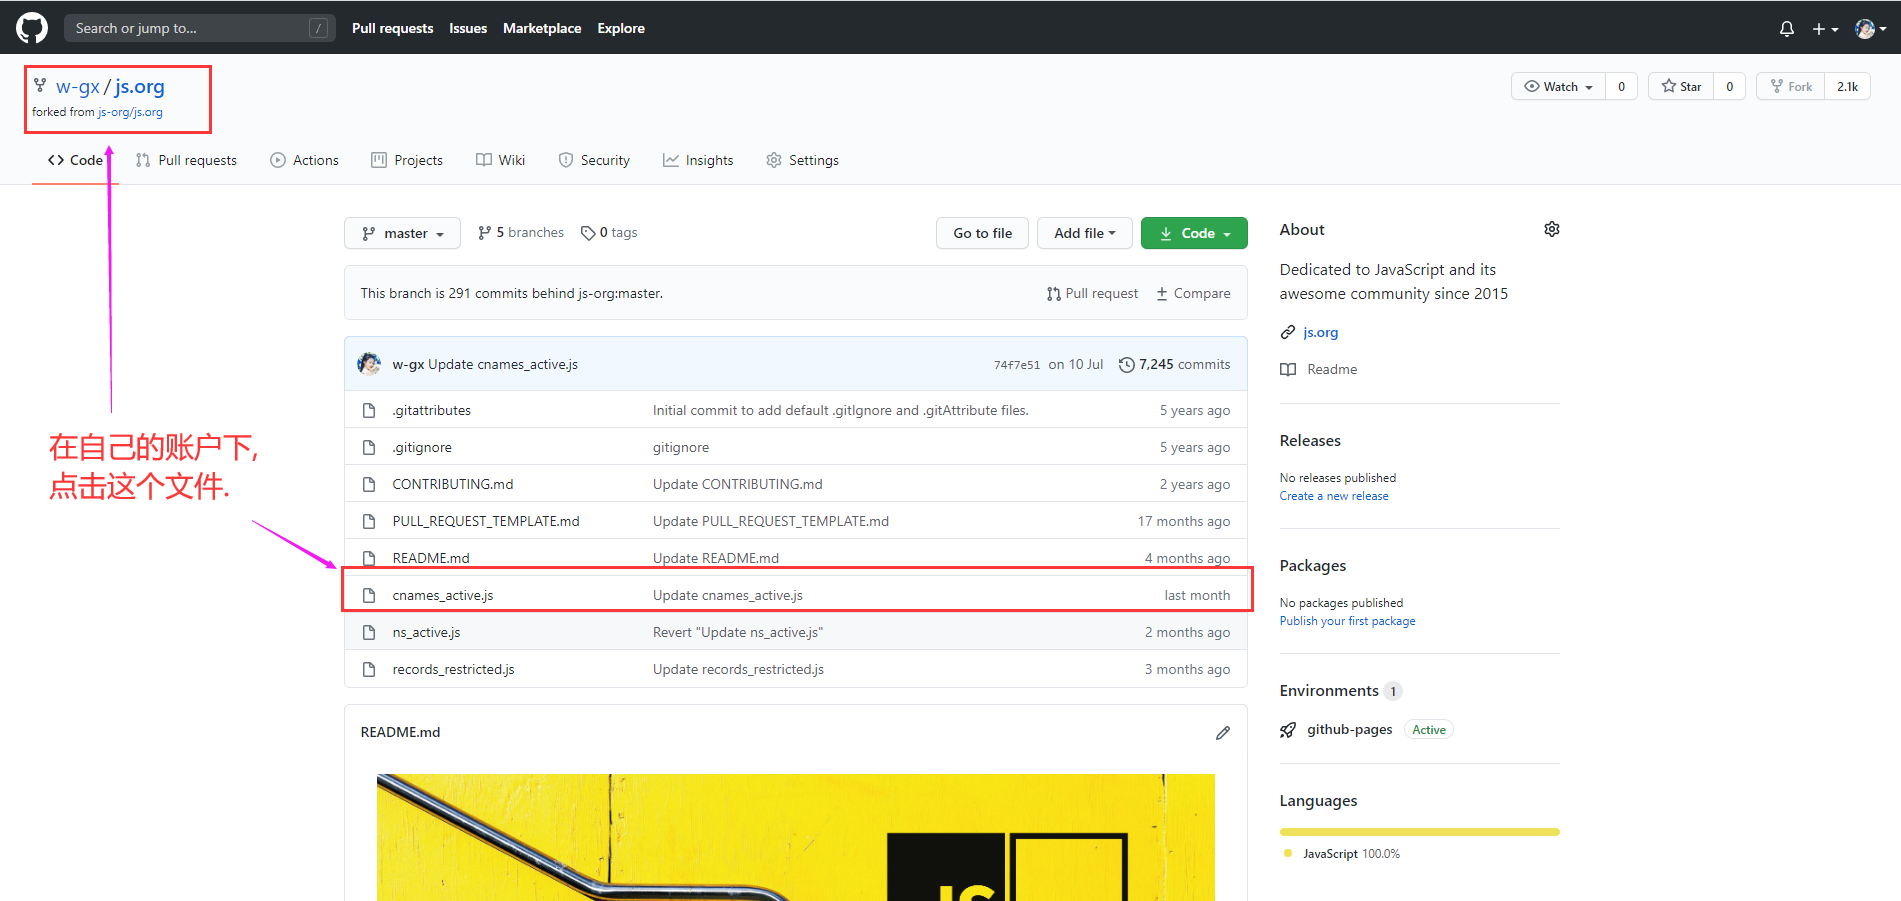 Search or jump to... /
Pull requests Issues Marketplace Explore
w-gx / js.org
forked from js-org/js.org
Watch 0 Star 0 Fork 2.1k
Code Pull requests Actions Projects Wiki Security Insights Settings
master 5 branches 0 tags Go to file Add file Code
This branch is 291 commits behind js-org:master. Pull request Compare
w-gx Update cnames_active.js 74f7e51 on 10 Jul 7,245 commits
.gitattributes Initial commit to add default .gitIgnore and .gitAttribute files. 5 years ago
.gitignore gitignore 5 years ago
CONTRIBUTING.md Update CONTRIBUTING.md 2 years ago
PULL_REQUEST_TEMPLATE.md Update PULL_REQUEST_TEMPLATE.md 17 months ago
README.md Update README.md 4 months ago
cnames_active.js Update cnames_active.js last month
ns_active.js Revert "Update ns_active.js" 2 months ago
records_restricted.js Update records_restricted.js 3 months ago
在自己的账户下,
点击这个文件.
README.md
JS
About
Dedicated to JavaScript and its
awesome community since 2015
js.org
Readme
Releases
No releases published
Create a new release
Packages
No packages published
Publish your first package
Environments 1
github-pages Active
Languages
JavaScript 100.0%